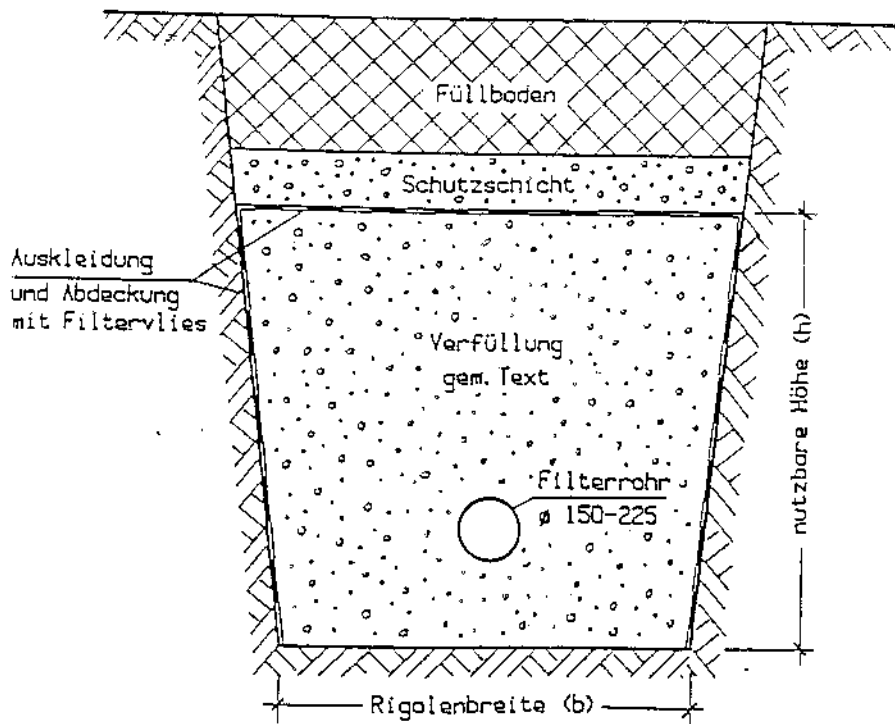 Füllboden
Schutzschicht
Auskleidung
und Abdeckung
mit Filtervlies
Verfüllung
gem. Text
Filterrohr
ø 150-225
nutzbare Höhe (h)
Rigolenbreite (b)